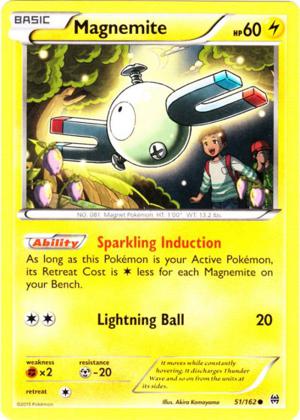 BASIC
Magnemite
HP60
NO. 081 Magnet Pokémon HT: 1'00" WT: 13.2 lbs.
Ability Sparkling Induction
As long as this Pokémon is your Active Pokémon,
its Retreat Cost is less for each Magnemite on
your Bench.
Lightning Ball 20
weakness
×2
resistance
-20
retreat
It moves while constantly
hovering. It discharges Thunder
Wave and so on from the units at
its sides.
©2015 Pokémon
Illus. Akira Komayama
51/162